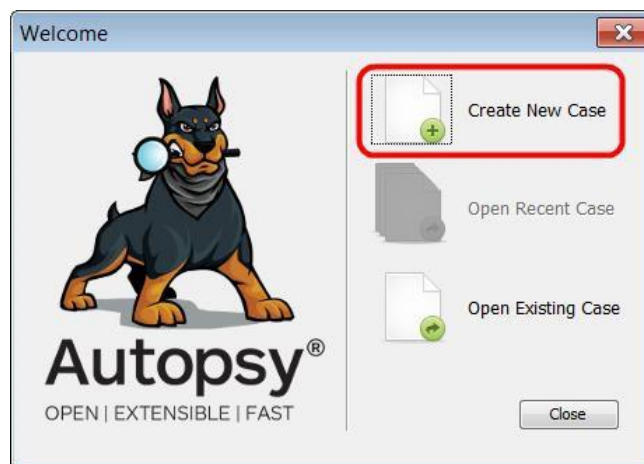 Welcome
Create New Case
Open Recent Case
Open Existing Case
Autopsy®
OPEN | EXTENSIBLE | FAST
Close